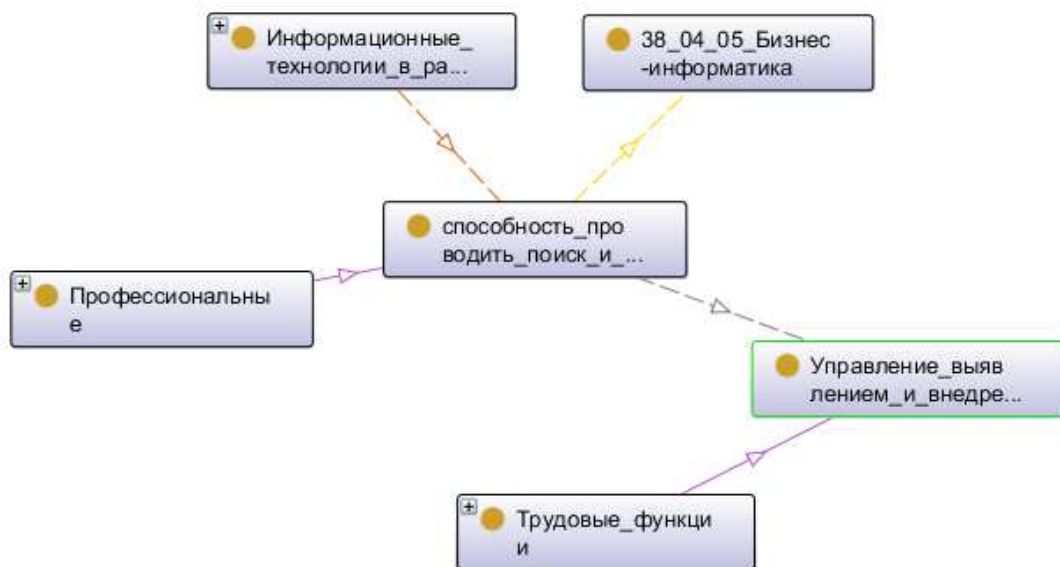 Информационные_
технологии_в_ра...
38_04_05_Бизнес
-информатика
способность_про
водить_поиск_и_...
Профессиональны
е
Управление_выяв
лением_и_внедре...
Трудовые_функци
и